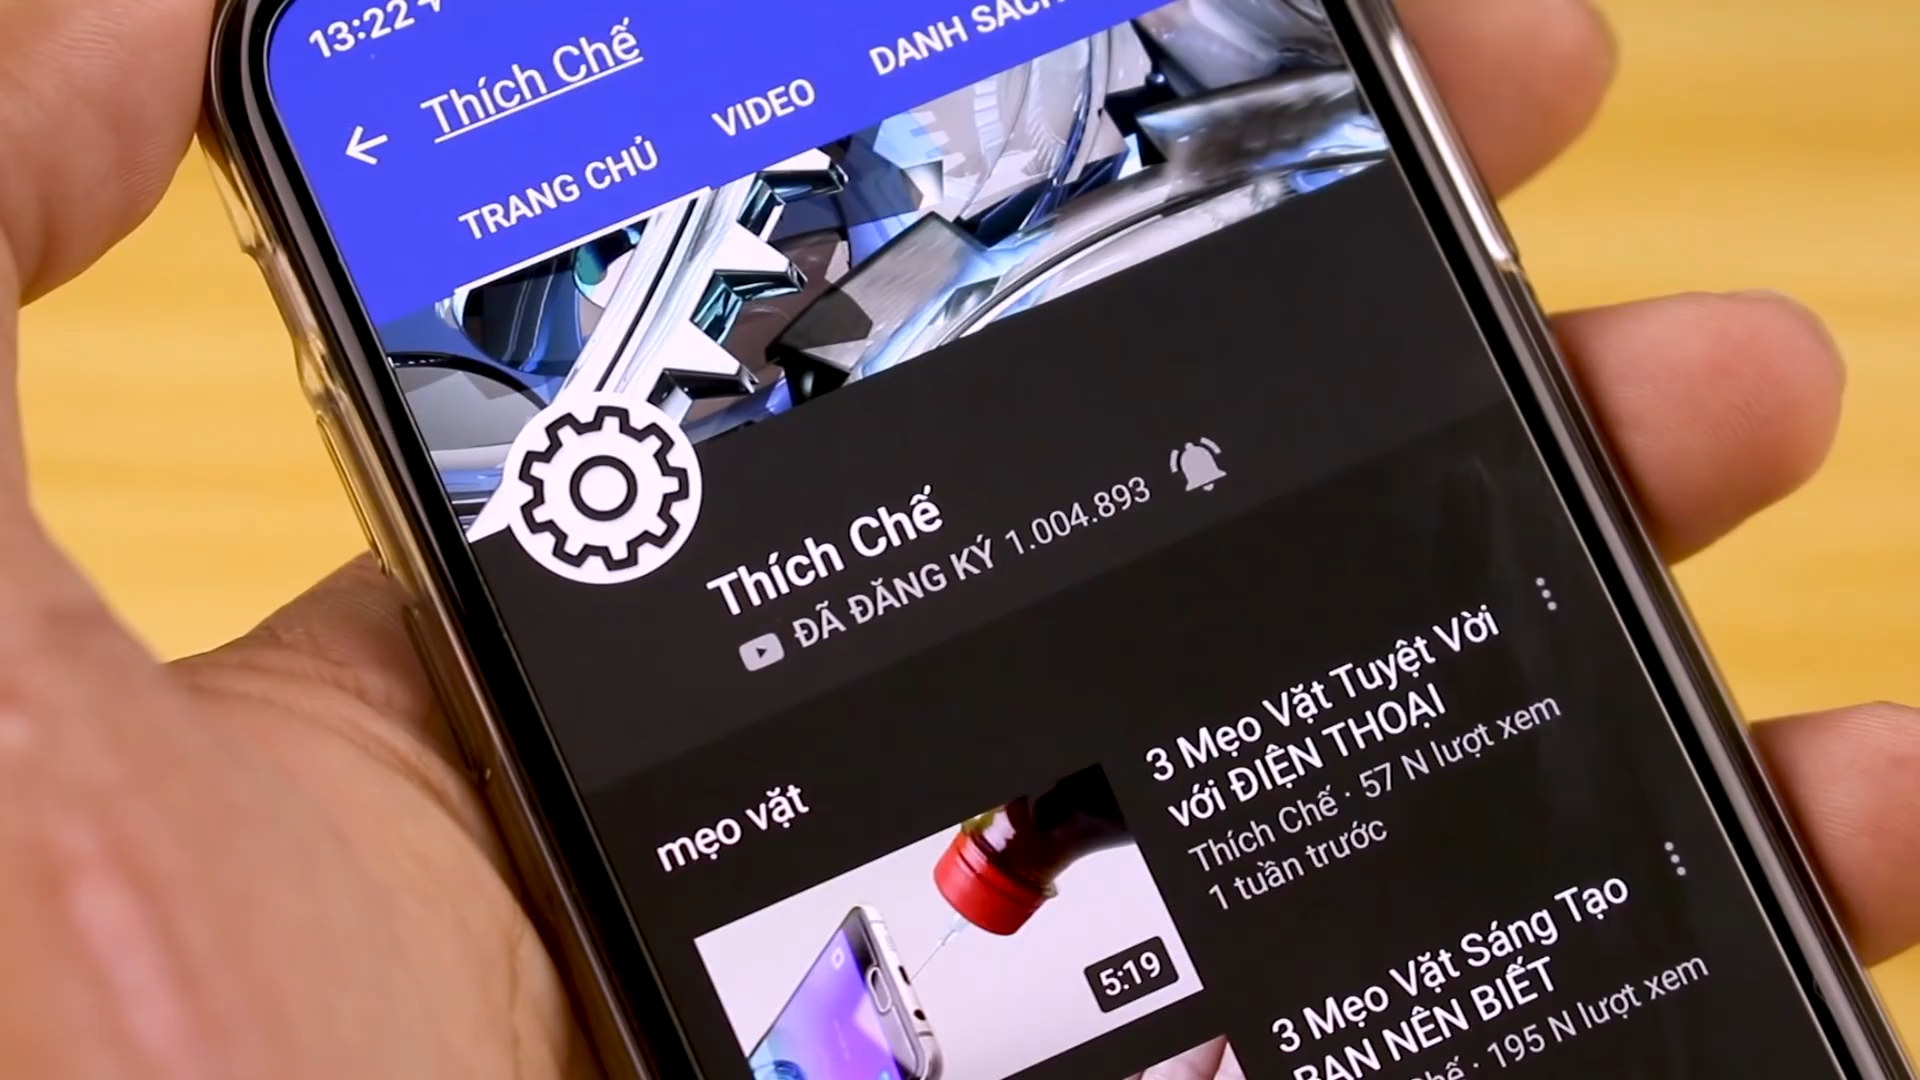 13:22
Thích Chế
TRANG CHỦ
VIDEO
DANH SÁCH
Thích Chế
ĐÃ ĐĂNG KÝ 1.004.893
mẹo vặt
3 Mẹo Vặt Tuyệt Vời
với ĐIỆN THOẠI
Thích Chế · 57 N lượt xem
1 tuần trước
5:19
3 Mẹo Vặt Sáng Tạo
BẠN NÊN BIẾT
Chế · 195 N lượt xem